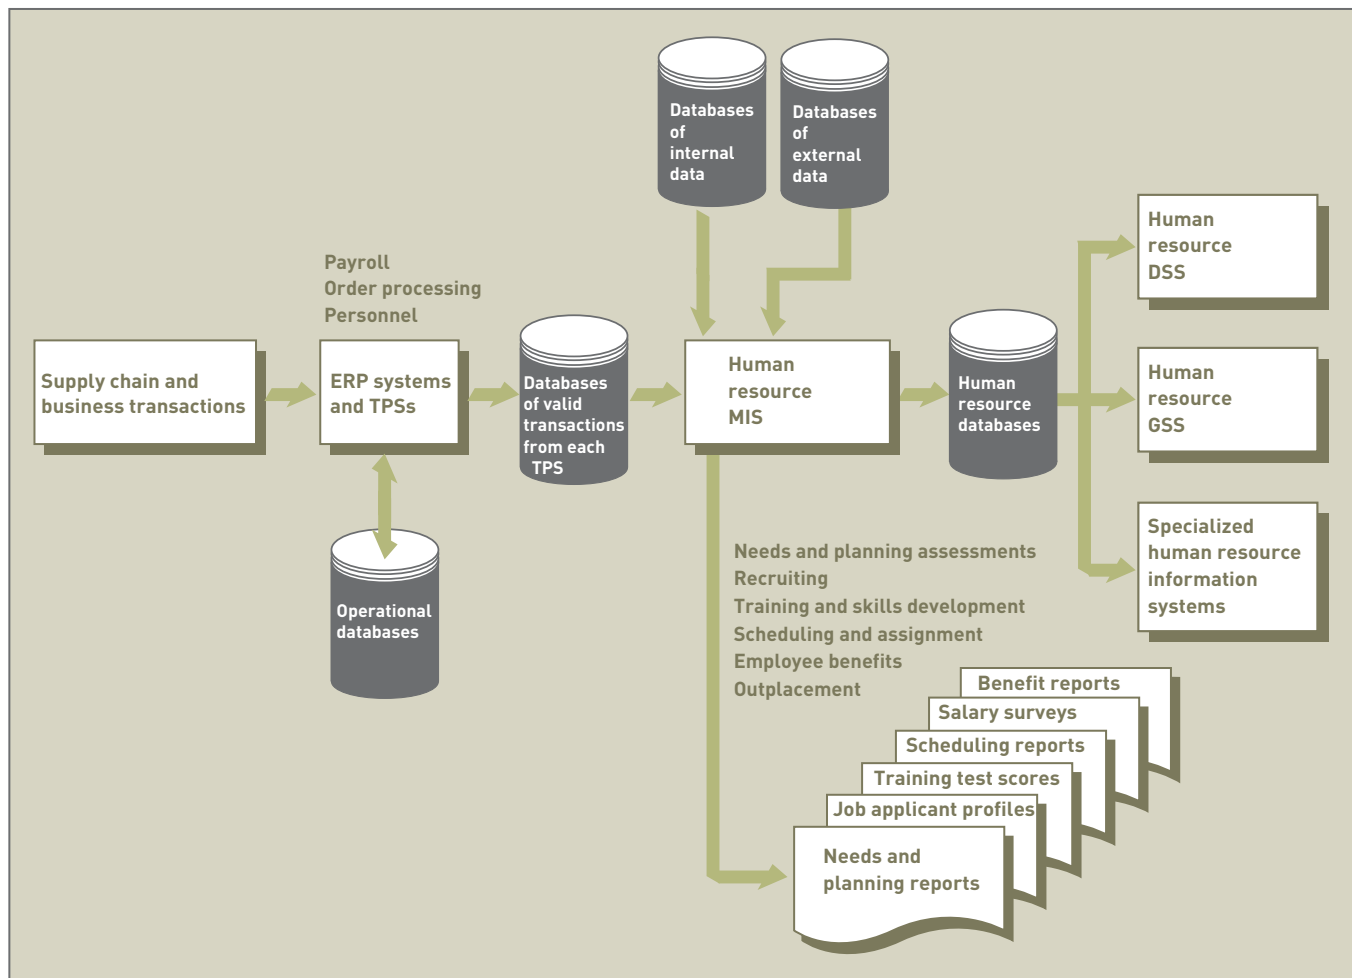 Databases
of
internal
data
Databases
of
external
data
Human
resource
DSS
Payroll
Order processing
Personnel
Supply chain and
business transactions
ERP systems
and TPSs
Databases
of valid
transactions
from each
TPS
Human
resource
MIS
Human
resource
databases
Human
resource
GSS
Operational
databases
Specialized
human resource
information
systems
Needs and planning assessments
Recruiting
Training and skills development
Scheduling and assignment
Employee benefits
Outplacement
Benefit reports
Salary surveys
Scheduling reports
Training test scores
Job applicant profiles
Needs and
planning reports